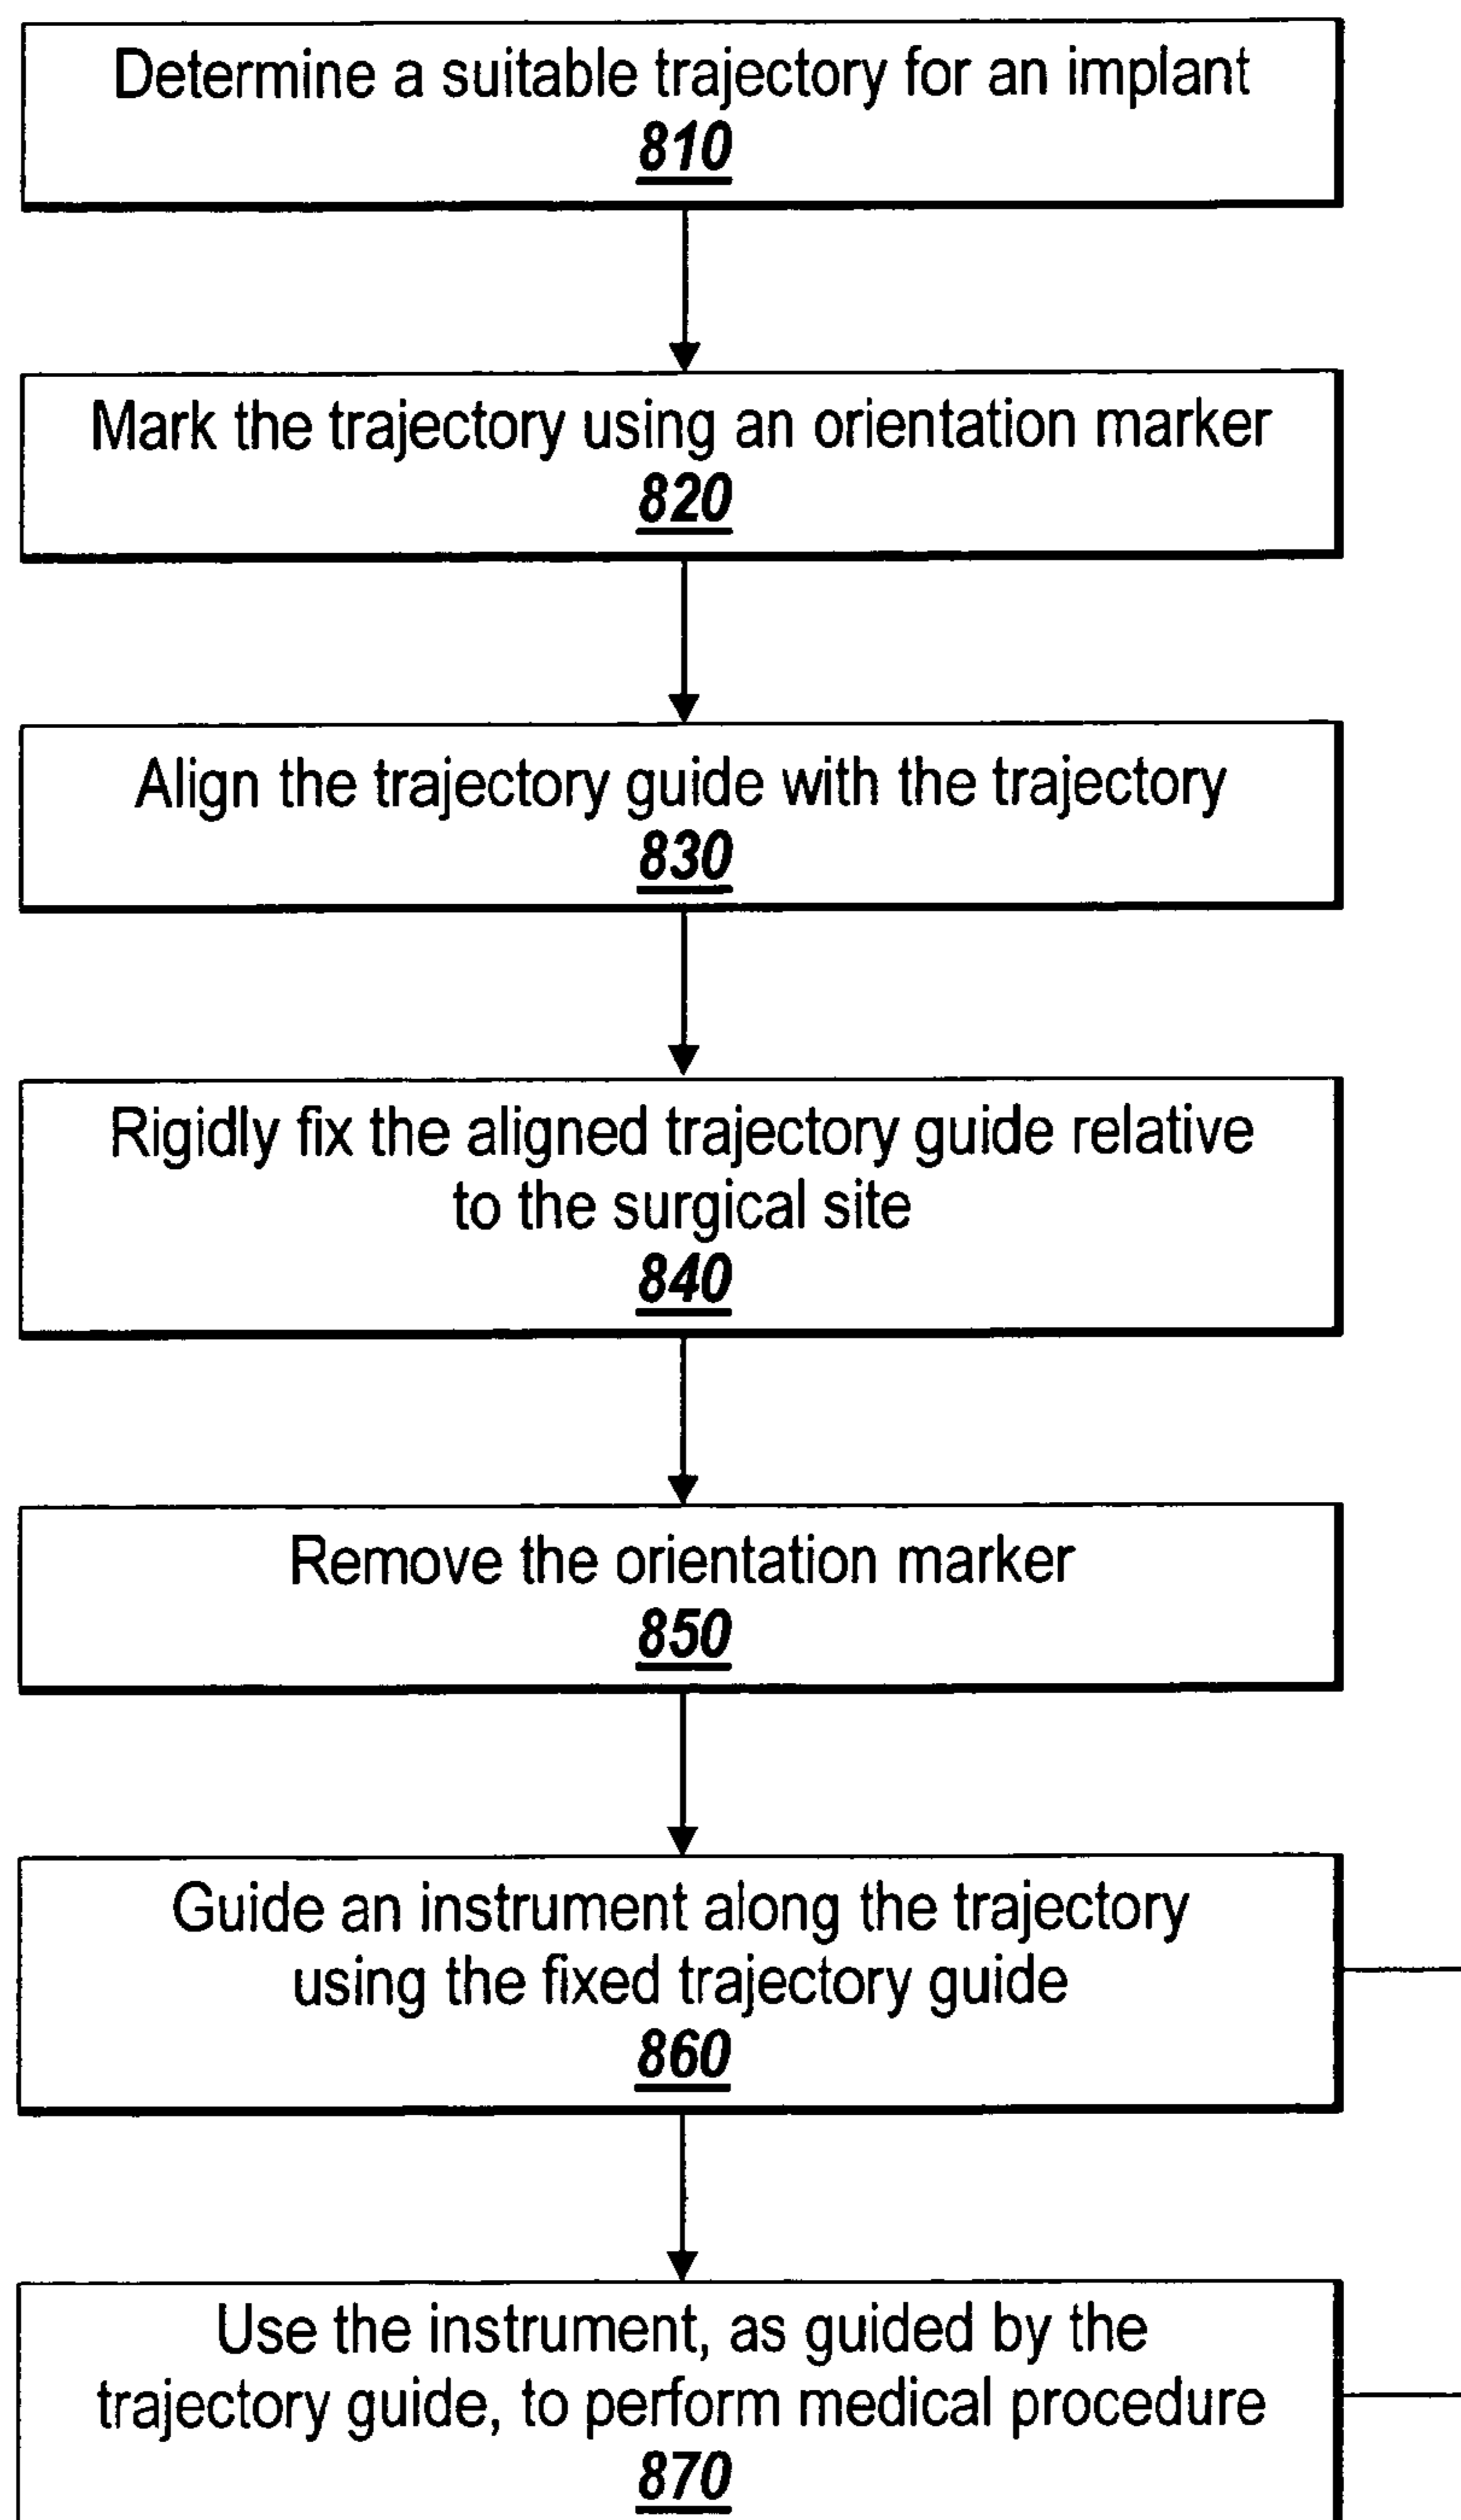 Determine a suitable trajectory for an implant
810
Mark the trajectory using an orientation marker
820
Align the trajectory guide with the trajectory
830
Rigidly fix the aligned trajectory guide relative
to the surgical site
840
Remove the orientation marker
850
Guide an instrument along the trajectory
using the fixed trajectory guide
860
Use the instrument, as guided by the
trajectory guide, to perform medical procedure
870